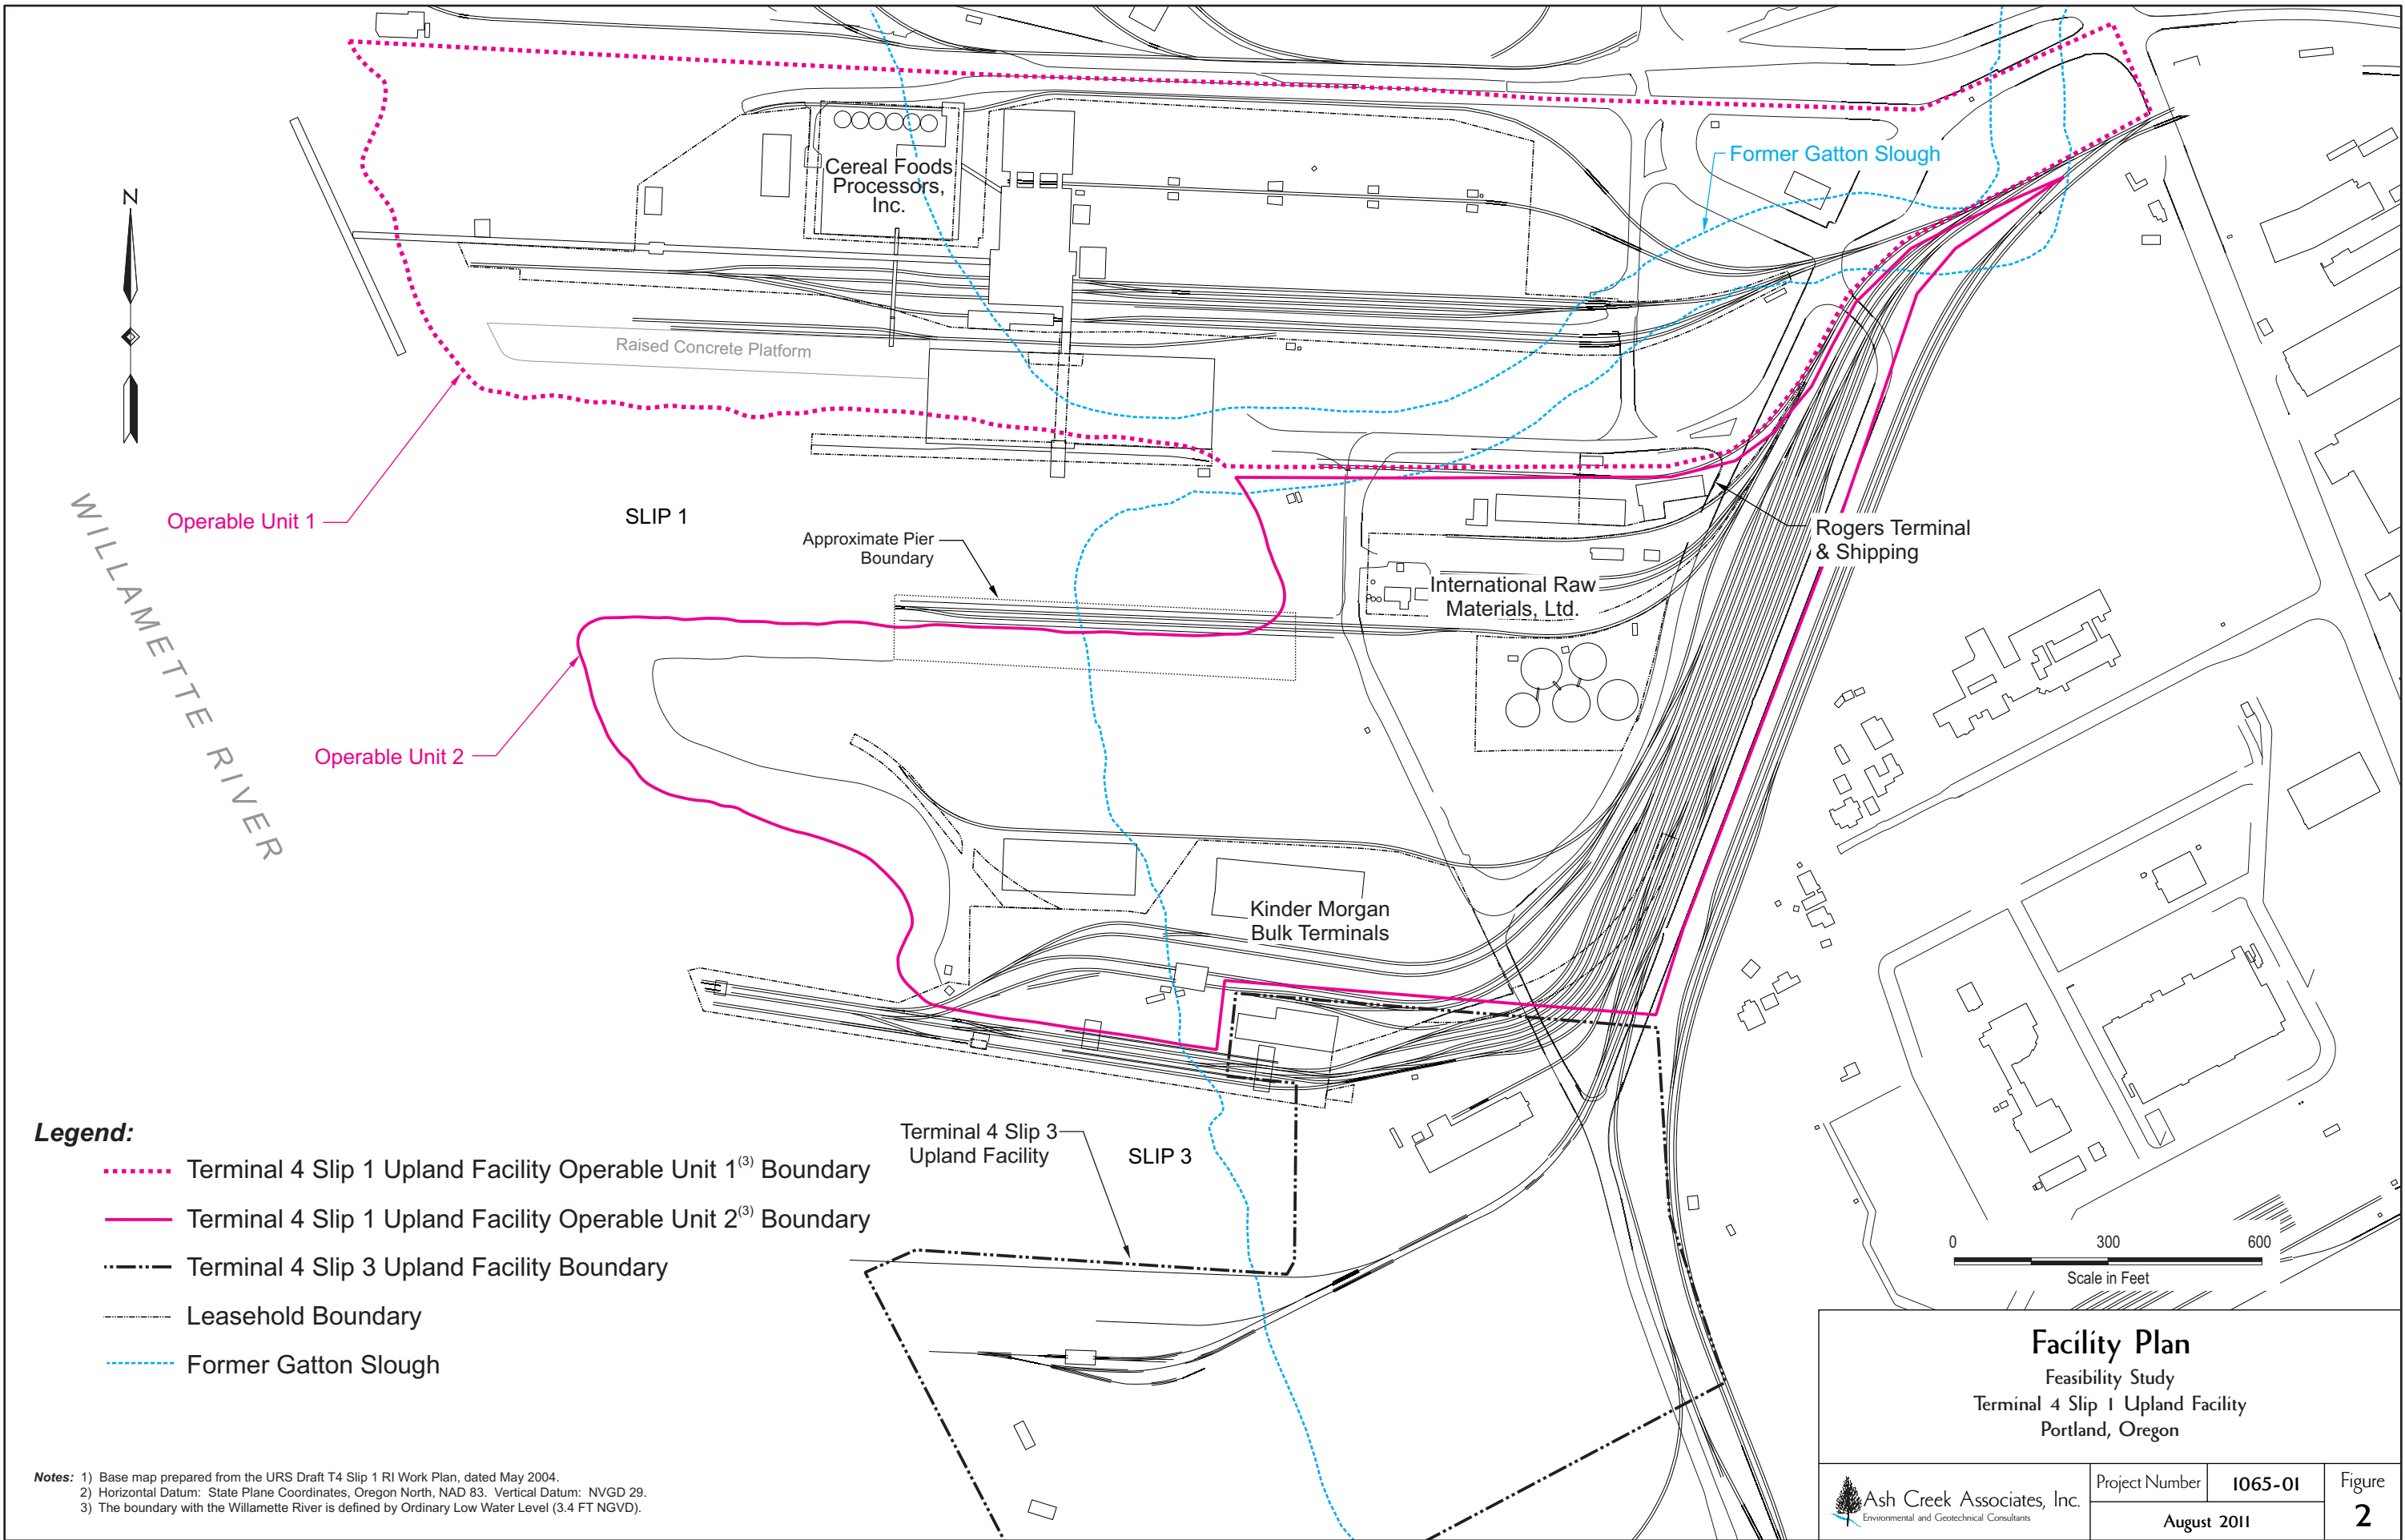 Cereal Foods
Processors,
Inc.
Former Gatton Slough
N
Raised Concrete Platform
Operable Unit 1
SLIP 1
WILLAMETTE RIVER
Approximate Pier
Boundary
Rogers Terminal
& Shipping
International Raw
Materials, Ltd.
Operable Unit 2
Kinder Morgan
Bulk Terminals
Terminal 4 Slip 3
Upland Facility
SLIP 3
Legend:
Terminal 4 Slip 1 Upland Facility Operable Unit 1(3) Boundary
Terminal 4 Slip 1 Upland Facility Operable Unit 2(3) Boundary
Terminal 4 Slip 3 Upland Facility Boundary
Leasehold Boundary
Former Gatton Slough
0 300 600
Scale in Feet
Notes: 1) Base map prepared from the URS Draft T4 Slip 1 RI Work Plan, dated May 2004.
2) Horizontal Datum: State Plane Coordinates, Oregon North, NAD 83. Vertical Datum: NVGD 29.
3) The boundary with the Willamette River is defined by Ordinary Low Water Level (3.4 FT NGVD).
Facility Plan
Feasibility Study
Terminal 4 Slip 1 Upland Facility
Portland, Oregon
Ash Creek Associates, Inc.
Environmental and Geotechnical Consultants
Project Number 1065-01
August 2011
Figure
2